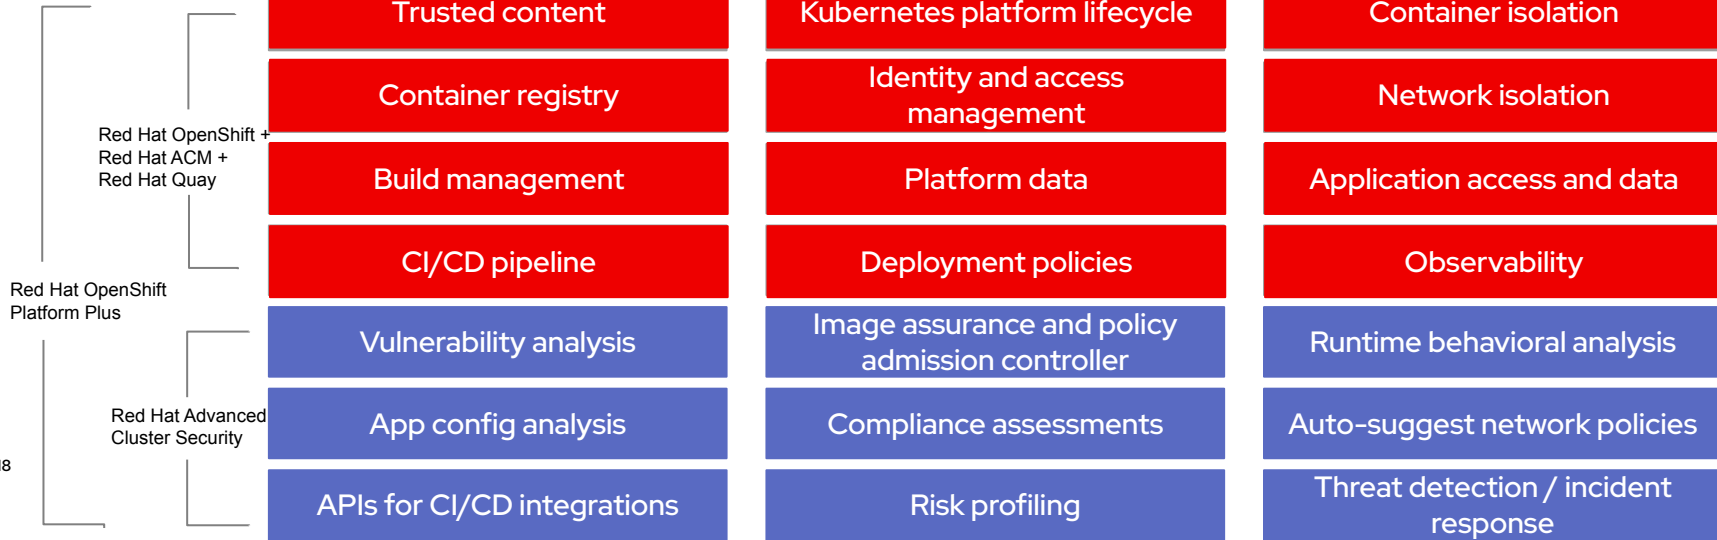 Trusted content
Kubernetes platform lifecycle
Container isolation
Container registry
Identity and access
management
Network isolation
Red Hat OpenShift +
Red Hat ACM +
Red Hat Quay
Build management
Platform data
Application access and data
CI/CD pipeline
Deployment policies
Observability
Red Hat OpenShift
Platform Plus
Vulnerability analysis
Image assurance and policy
admission controller
Runtime behavioral analysis
Red Hat Advanced
Cluster Security
App config analysis
Compliance assessments
Auto-suggest network policies
APIs for CI/CD integrations
Risk profiling
Threat detection / incident
response